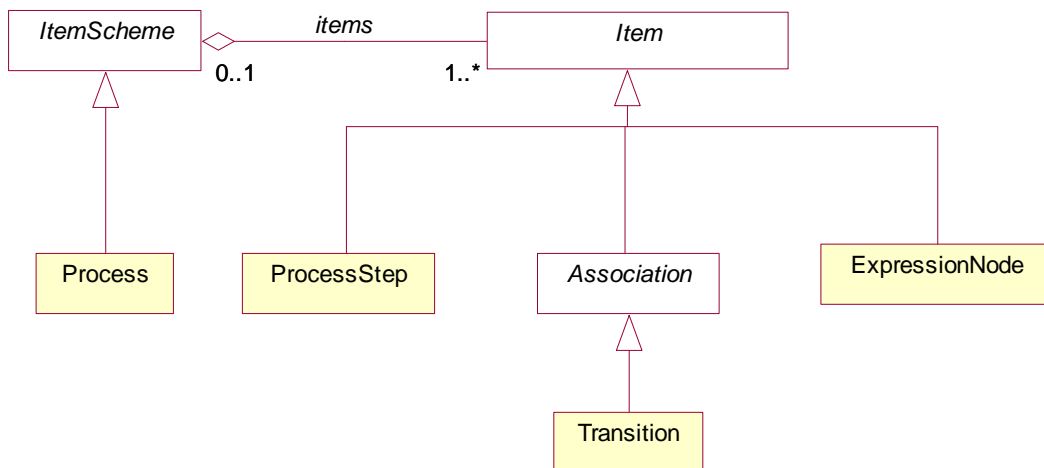 ItemScheme
items
Item
0..1
1..*
Process
ProcessStep
Association
ExpressionNode
Transition